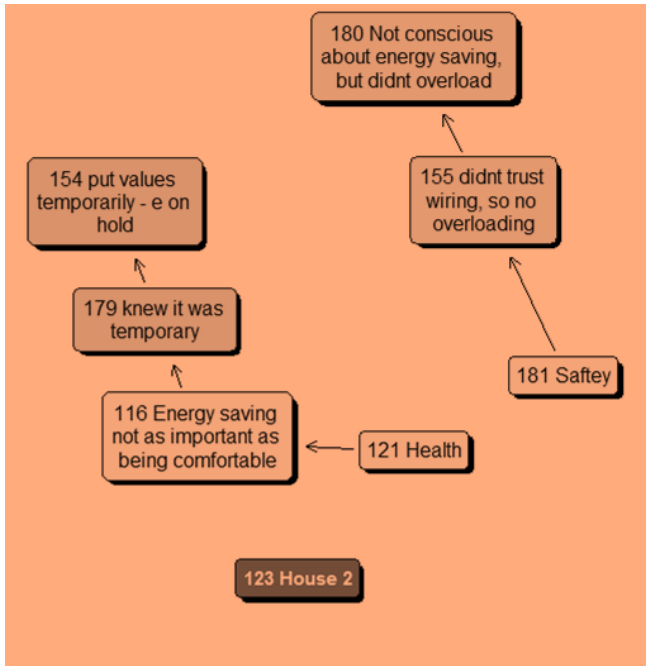 180 Not conscious
about energy saving,
but didnt overload
154 put values
temporarily - e on
hold
155 didnt trust
wiring, so no
overloading
179 knew it was
temporary
181 Saftey
116 Energy saving
not as important as
being comfortable
121 Health
123 House 2